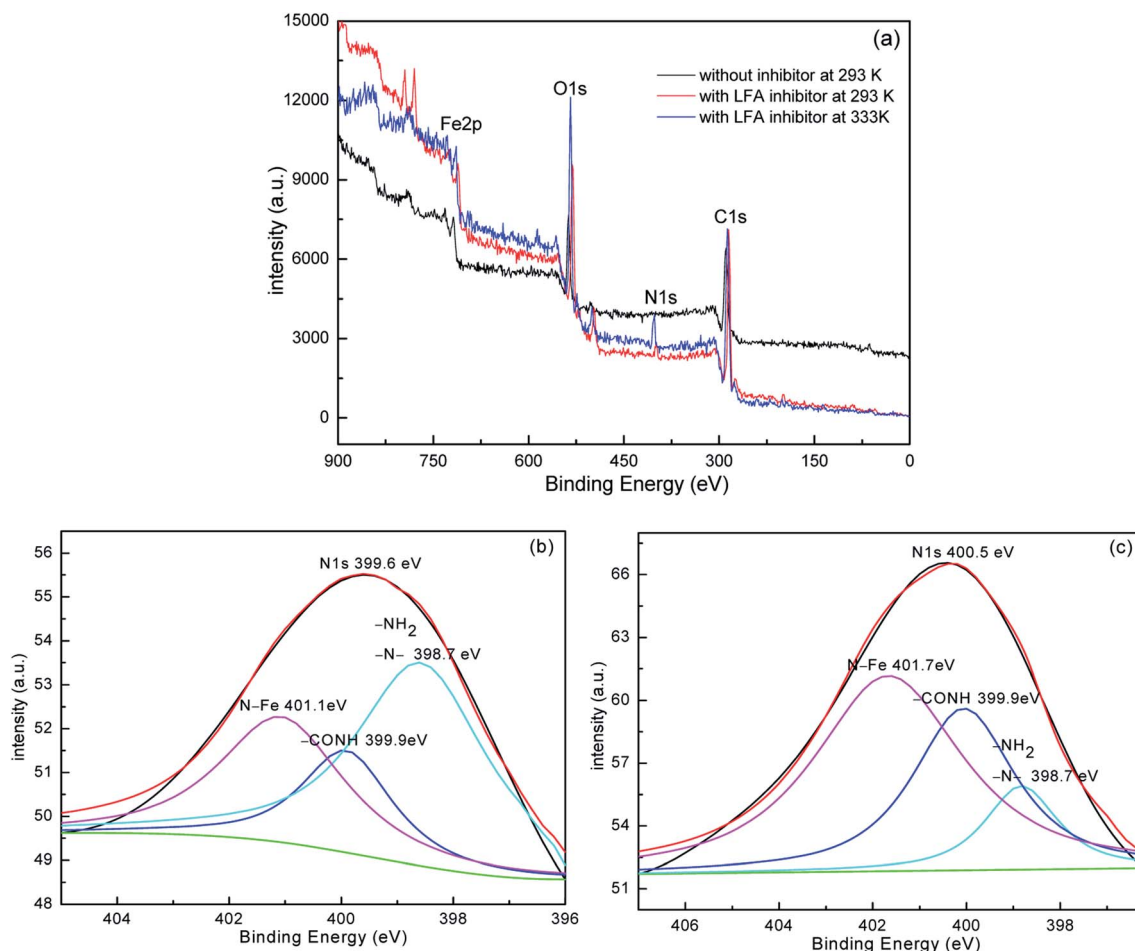 15000
(a)
without inhibitor at 293 K
O1s
with LFA inhibitor at 293 K
12000
with LFA inhibitor at 333K
Fe2p
9000
intensity (a.u.)
C1s
6000
N1s
3000
0
900 750 600 450 300 150 0
Binding Energy (eV)
56
(b)
N1s 399.6 eV
55
54
–NH2
–N– 398.7 eV
53
N–Fe 401.1eV
52
–CONH 399.9eV
51
50
49
48
intensity (a.u.)
404 402 400 398 396
Binding Energy (eV)
(c)
N1s 400.5 eV
66
63
N–Fe 401.7eV
–CONH 399.9eV
60
–NH2
–N– 398.7eV
57
54
51
intensity (a.u.)
406 404 402 400 398
Binding Energy (eV)